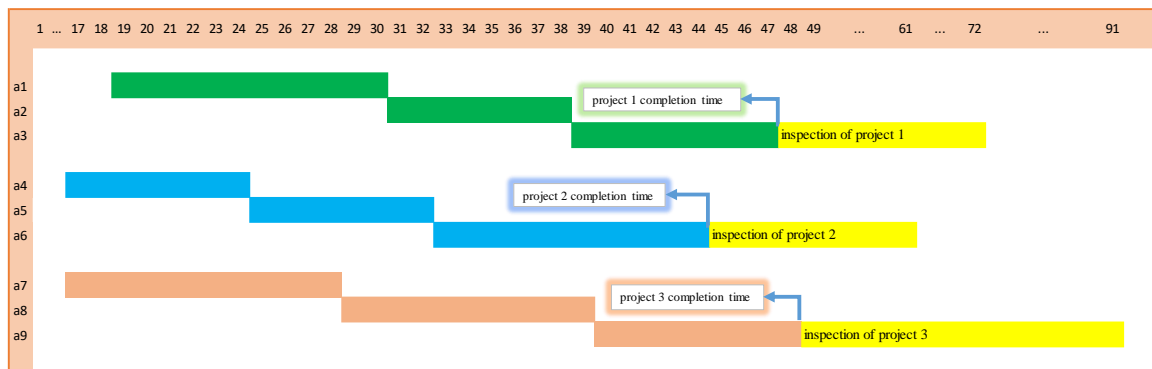 1 ... 17 18 19 20 21 22 23 24 25 26 27 28 29 30 31 32 33 34 35 36 37 38 39 40 41 42 43 44 45 46 47 48 49 ... 61 ... 72 ... 91
a1
project 1 completion time
a2
a3 inspection of project 1
a4
project 2 completion time
a5
a6 inspection of project 2
a7
project 3 completion time
a8
a9 inspection of project 3